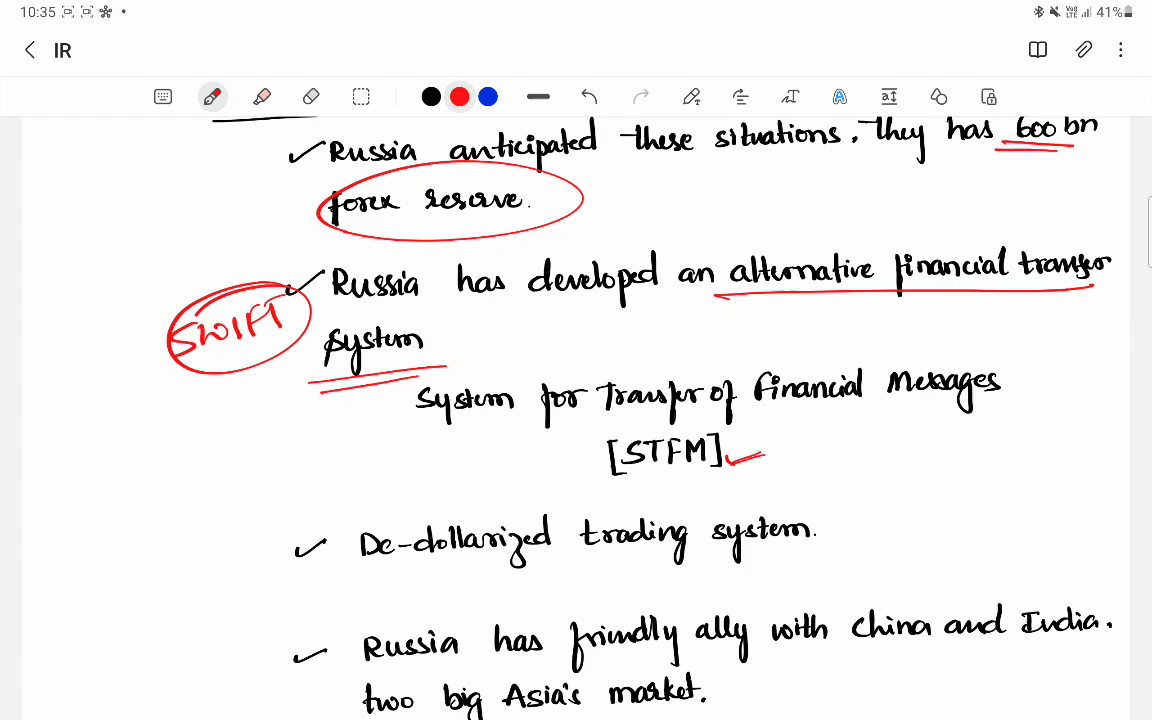 10:35
41%
IR
Russia anticipated these situations. They has 600 bn
forex reserve.
Russia has developed an alternative financial transfer
SWIFT
system
System for Transfer of Financial Messages
[STFM]
De-dollarized trading system.
Russia has friendly ally with China and India.
two big Asia's market.